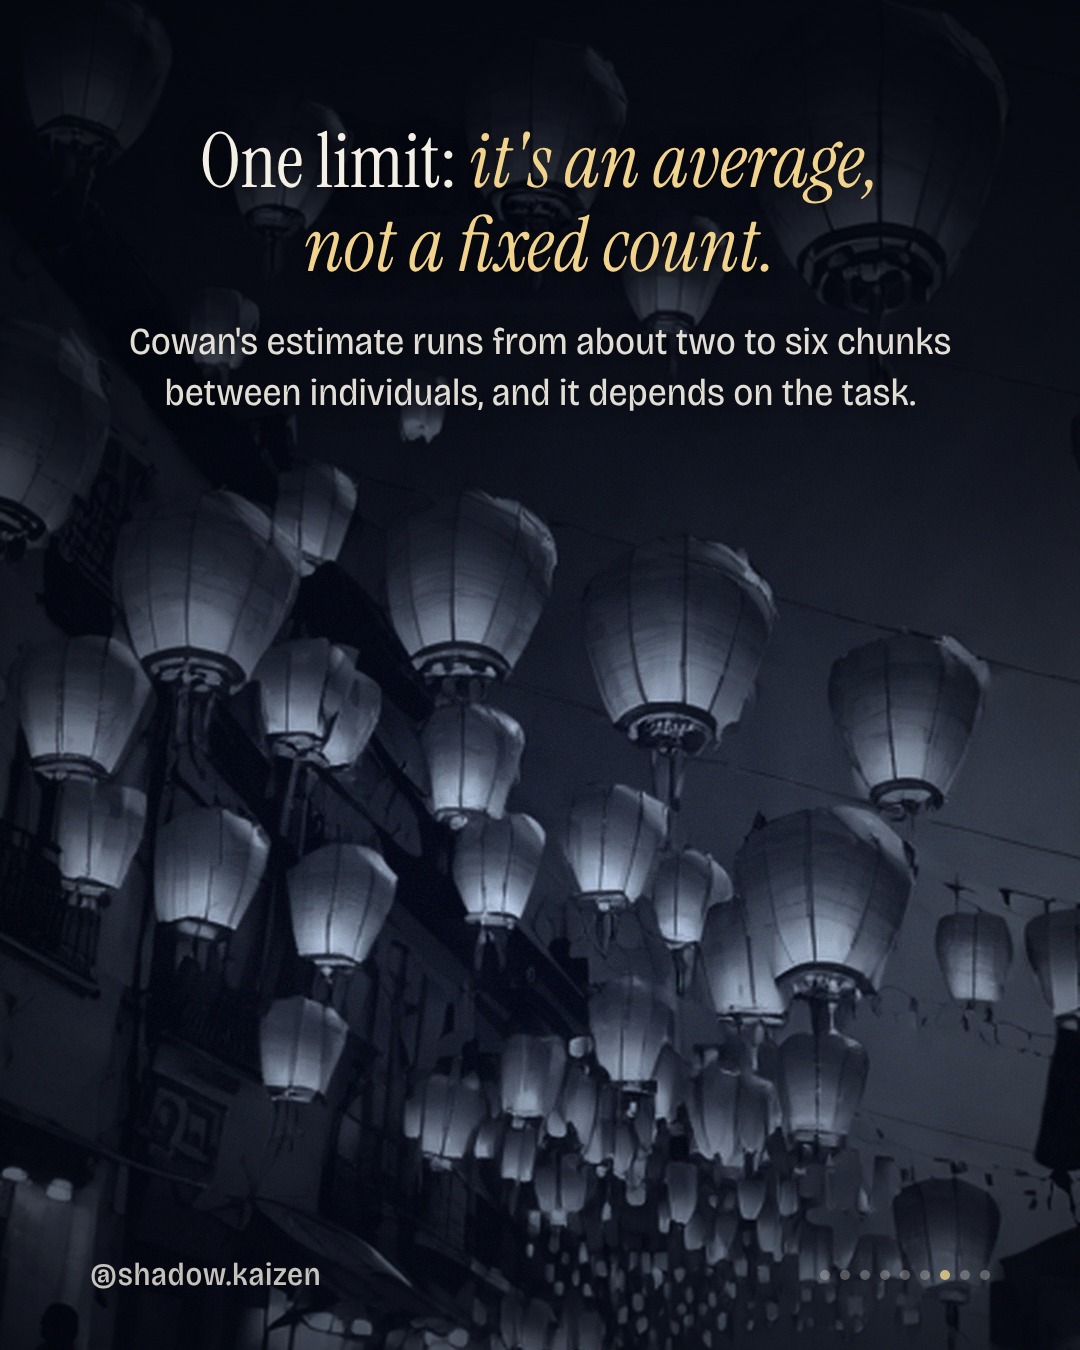 One limit: it's an average,
not a fixed count.
Cowan's estimate runs from about two to six chunks
between individuals, and it depends on the task.
@shadow.kaizen